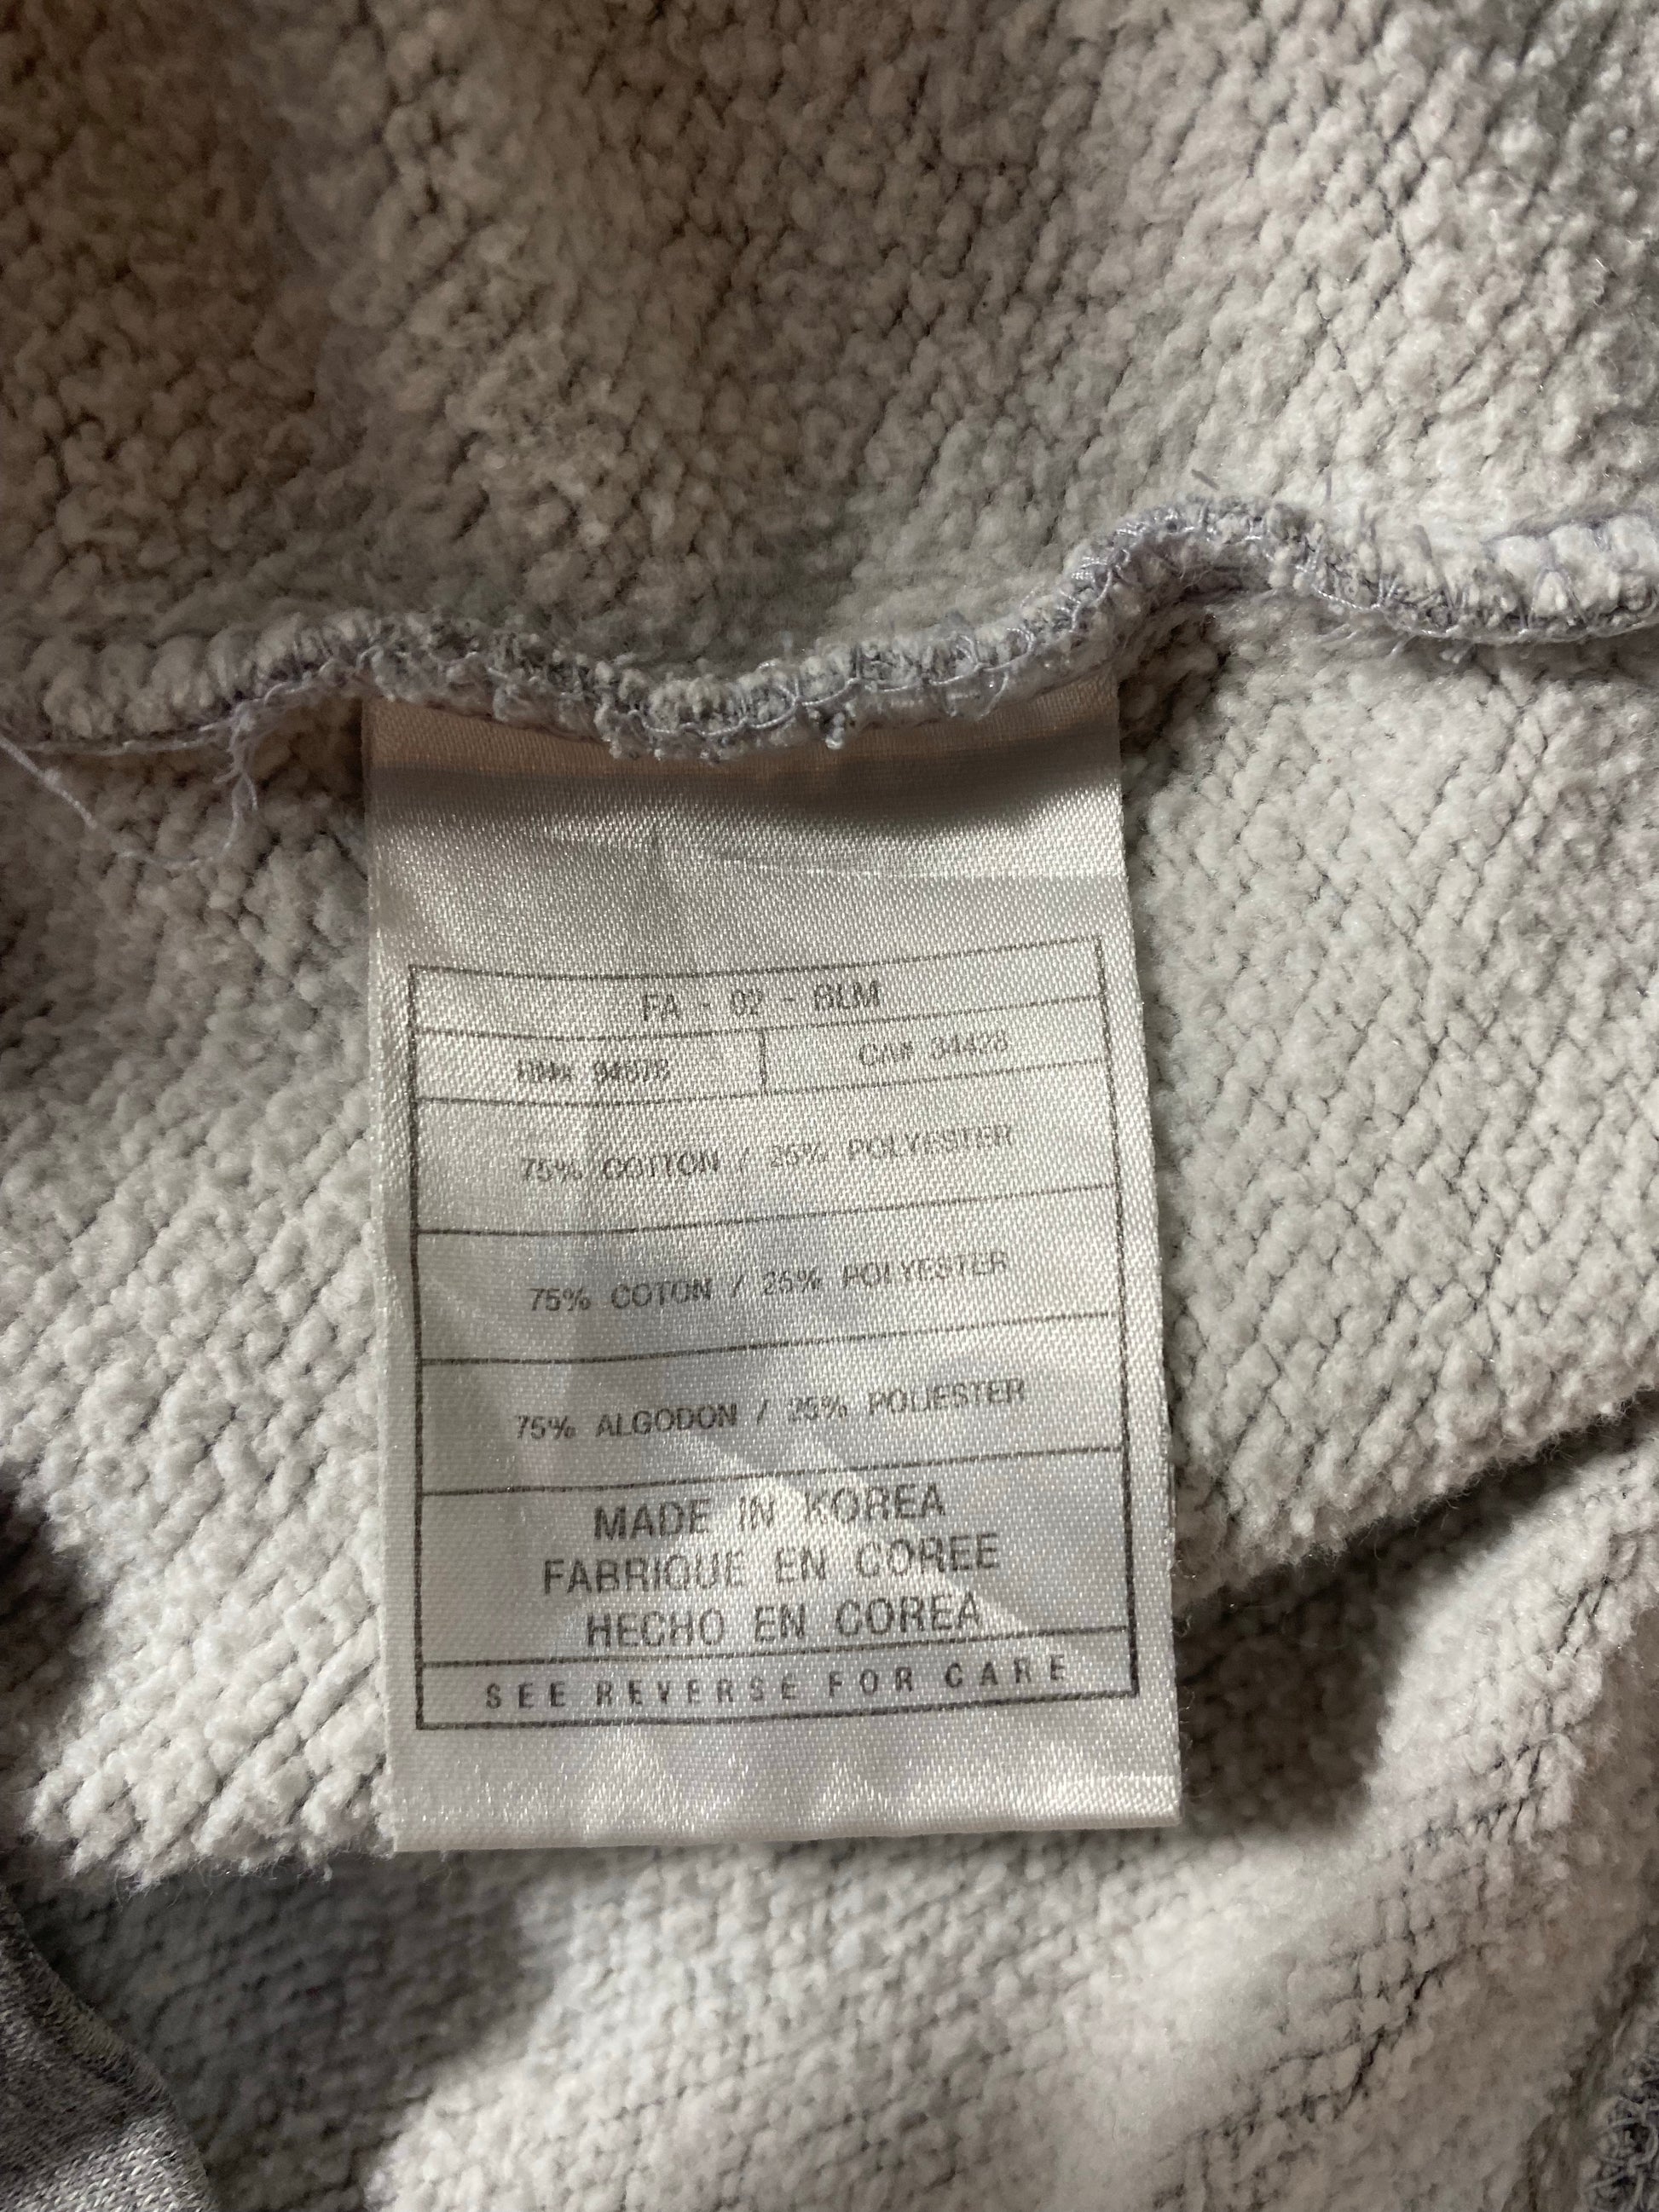 FA - 02 - BLM
CA# 34428
75% COTTON / 25% POLYESTER
75% COTON / 25% POLYESTER
75% ALGODON / 25% POLIESTER
MADE IN KOREA
FABRIQUE EN COREE
HECHO EN COREA
SEE REVERSE FOR CARE